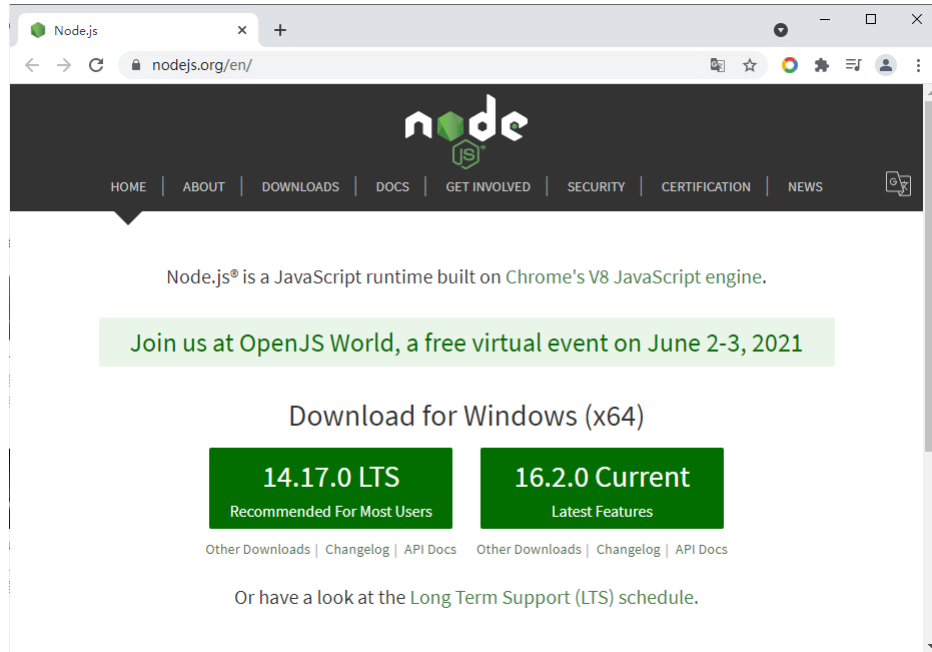 Node.js
nodejs.org/en/
node
JS
HOME | ABOUT | DOWNLOADS | DOCS | GET INVOLVED | SECURITY | CERTIFICATION | NEWS
Node.js® is a JavaScript runtime built on Chrome's V8 JavaScript engine.
Join us at OpenJS World, a free virtual event on June 2-3, 2021
Download for Windows (x64)
14.17.0 LTS
Recommended For Most Users
16.2.0 Current
Latest Features
Other Downloads | Changelog | API Docs
Other Downloads | Changelog | API Docs
Or have a look at the Long Term Support (LTS) schedule.